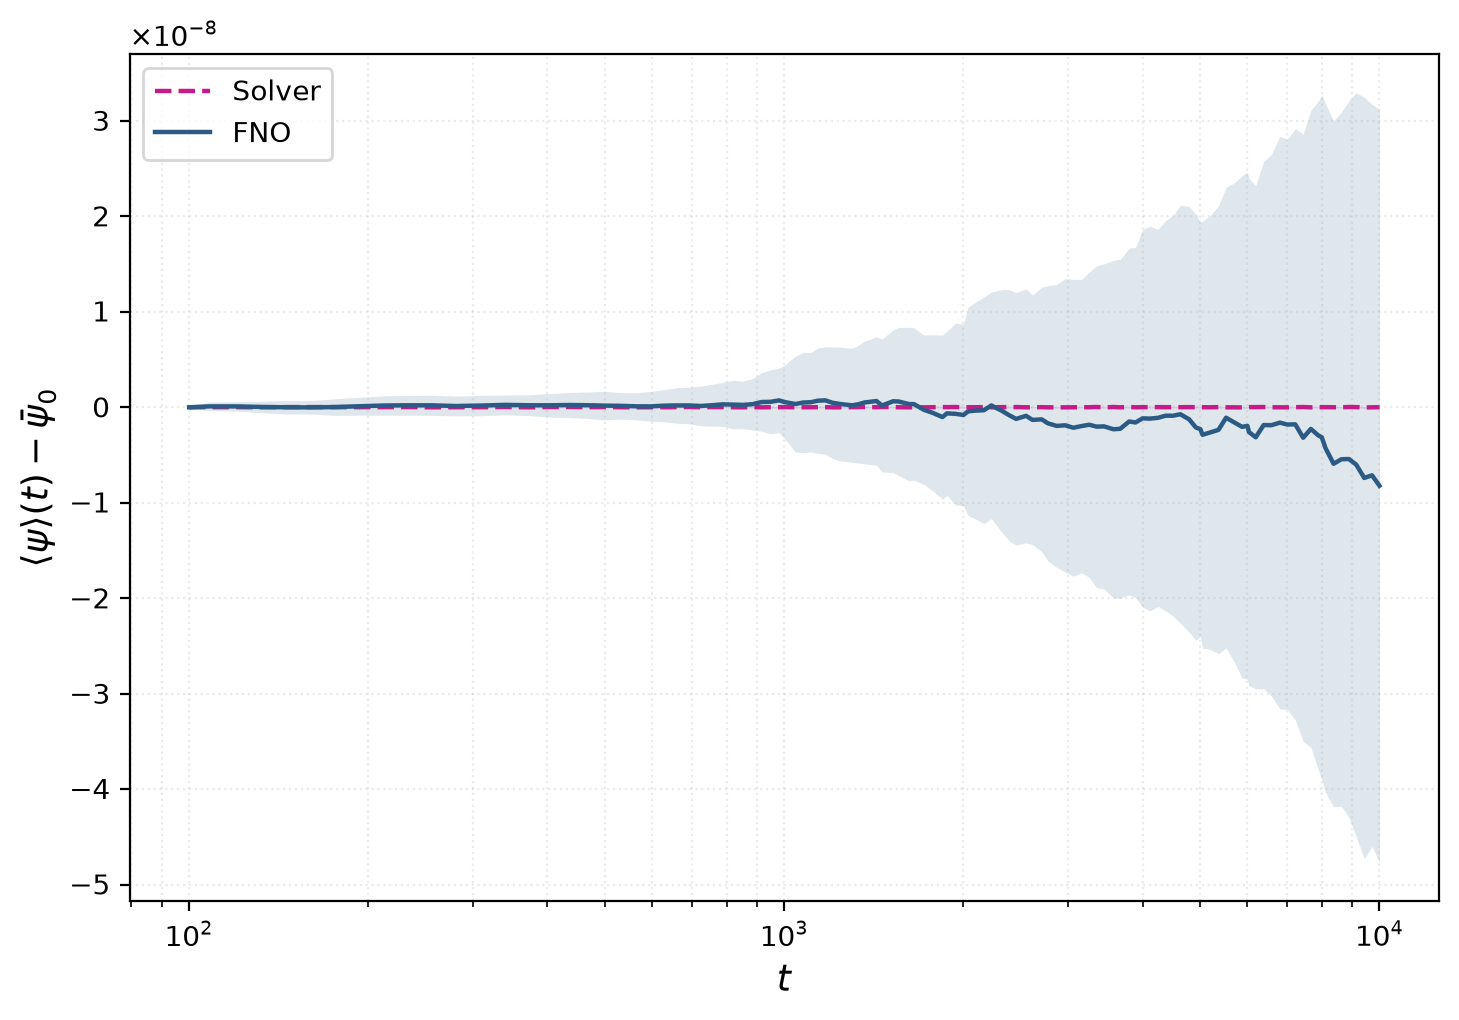 ×10⁻⁸
Solver
FNO
3
2
1
0
−1
−2
−3
−4
−5
⟨ψ⟩(t) − ψ̄₀
10² 10³ 10⁴
t